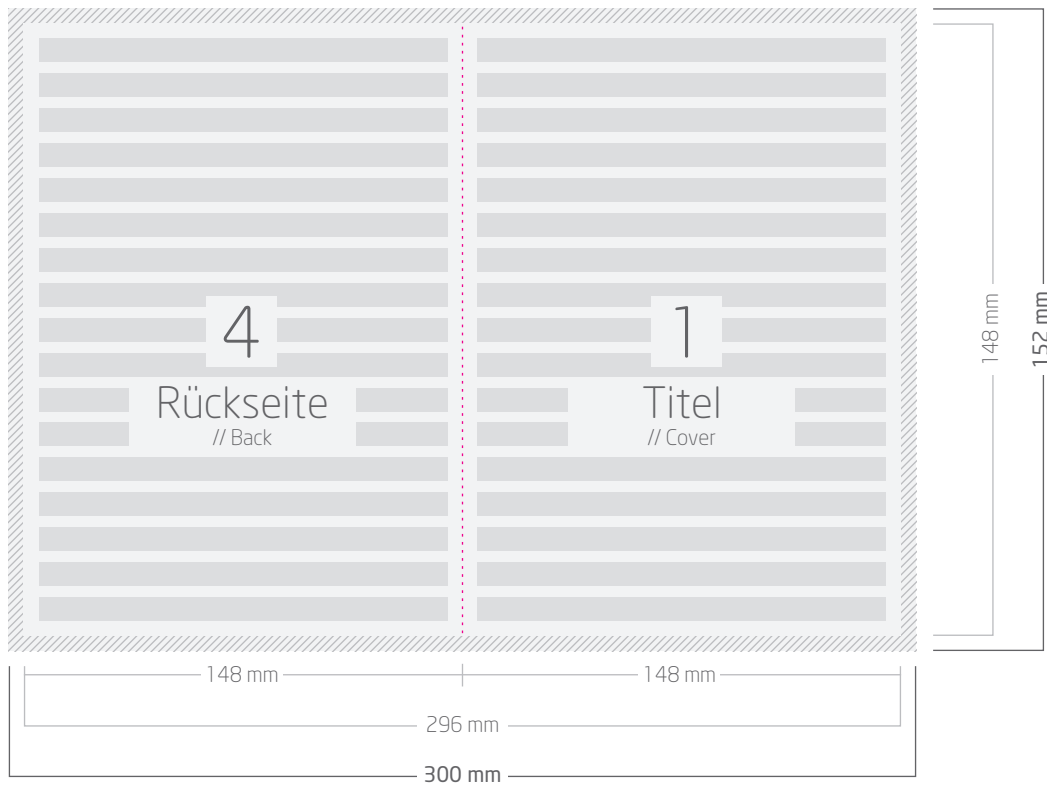 4
Rückseite
// Back
1
Titel
// Cover
148 mm
152 mm
148 mm
148 mm
296 mm
300 mm